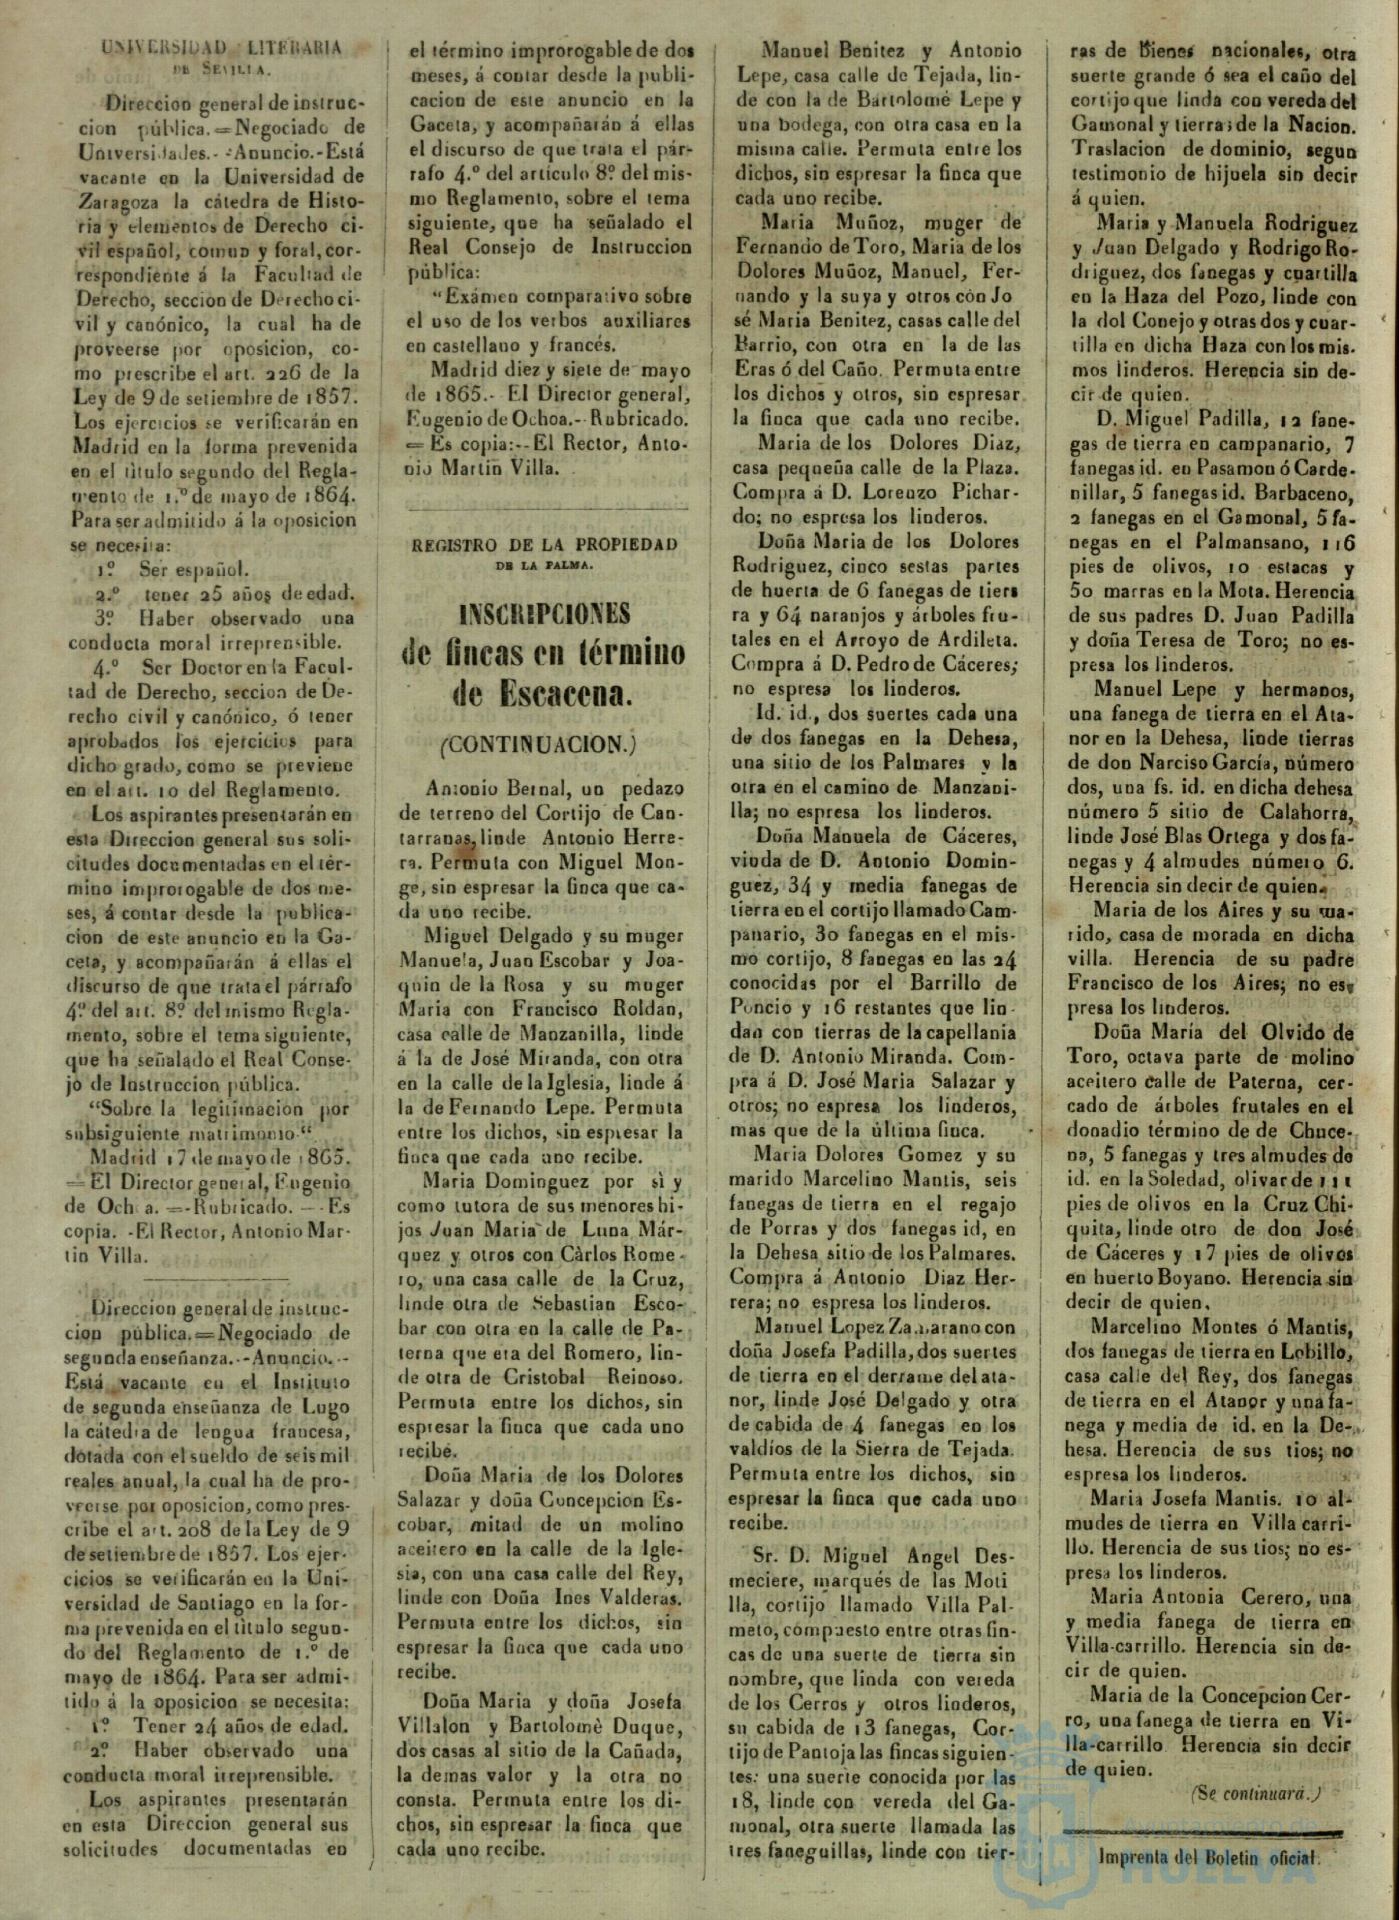 UNIVERSIDAD LITERARIA
DE SEVILLA.
Direccion general de instruc-
cion pública.=Negociado de
Universidades.--Anuncio.-Está
vacante en la Universidad de
Zaragoza la cátedra de Histo-
ria y elementos de Derecho ci-
vil español, comun y foral, cor-
respondiente á la Facultad de
Derecho, seccion de Derecho ci-
vil y canónico, la cual ha de
proveerse por oposicion, co-
mo prescribe el art. 226 de la
Ley de 9 de setiembre de 1857.
Los ejercicios se verificarán en
Madrid en la forma prevenida
en el titulo segundo del Regla-
mento de 1.º de mayo de 1864.
Para ser admitido á la oposicion
se necesita:
1.º Ser español.
2.º tener 25 años de edad.
3.º Haber observado una
conducta moral irreprensible.
4.º Ser Doctor en la Facul-
tad de Derecho, seccion de De-
recho civil y canónico, ó tener
aprobados los ejercicios para
dicho grado, como se previene
en el art. 10 del Reglamento.
Los aspirantes presentarán en
esta Direccion general sus soli-
citudes documentadas en el tér-
mino improrogable de dos me-
ses, á contar desde la publica-
cion de este anuncio en la Ga-
ceta, y acompañarán á ellas el
discurso de que trata el párrafo
4.º del art. 8.º del mismo Regla-
mento, sobre el tema siguiente,
que ha señalado el Real Conse-
jo de Instruccion pública.
"Sobre la legitimacion por
subsiguiente matrimonio."
Madrid 17 de mayo de 1865.
=El Director general, Eugenio
de Och a. =-Rubricado. --Es
copia. -El Rector, Antonio Mar-
tin Villa.
Direccion general de instruc-
cion pública.=Negociado de
segunda enseñanza.--Anuncio.--
Está vacante en el Instituto
de segunda enseñanza de Lugo
la cátedra de lengua francesa,
dotada con el sueldo de seis mil
reales anual, la cual ha de pro-
veerse por oposicion, como pres-
cribe el art. 208 de la Ley de 9
de setiembre de 1857. Los ejer-
cicios se verificarán en la Uni-
versidad de Santiago en la for-
ma prevenida en el titulo segun-
do del Reglamento de 1.º de
mayo de 1864. Para ser admi-
tido á la oposicion se necesita:
1.º Tener 24 años de edad.
2.º Haber observado una
conducta moral irreprensible.
Los aspirantes presentarán
en esta Direccion general sus
solicitudes documentadas en
el término improrogable de dos
meses, á contar desde la publi-
cacion de este anuncio en la
Gaceta, y acompañarán á ellas
el discurso de que trata el pár-
rafo 4.º del articulo 8.º del mis-
mo Reglamento, sobre el tema
siguiente, que ha señalado el
Real Consejo de Instruccion
pública:
"Exámen comparativo sobre
el uso de los verbos auxiliares
en castellano y francés.
Madrid diez y siete de mayo
de 1865.- El Director general,
Eugenio de Ochoa.--Rubricado.
=Es copia:--El Rector, Anto-
nio Martin Villa.
REGISTRO DE LA PROPIEDAD
DE LA PALMA.
INSCRIPCIONES
de fincas en término
de Escacena.
(CONTINUACION.)
Antonio Bernal, un pedazo
de terreno del Cortijo de Can-
tarranas, linde Antonio Herre-
ra. Permuta con Miguel Mon-
ge, sin espresar la finca que ca-
da uno recibe.
Miguel Delgado y su muger
Manuela, Juan Escobar y Joa-
quin de la Rosa y su muger
Maria con Francisco Roldan,
casa calle de Manzanilla, linde
á la de José Miranda, con otra
en la calle de la Iglesia, linde á
la de Fernando Lepe. Permuta
entre los dichos, sin espresar la
finca que cada uno recibe.
Maria Dominguez por sì y
como tutora de sus menores hi-
jos Juan Maria de Luna Már-
quez y otros con Càrlos Rome-
ro, una casa calle de la Cruz,
linde otra de Sebastian Esco-
bar con otra en la calle de Pa-
terna que era del Romero, lin-
de otra de Cristobal Reinoso.
Permuta entre los dichos, sin
espresar la finca que cada uno
recibe.
Doña Maria de los Dolores
Salazar y doña Concepcion Es-
cobar, mitad de un molino
aceitero en la calle de la Igle-
sia, con una casa calle del Rey,
linde con Doña Ines Valderas.
Permuta entre los dichos, sin
espresar la finca que cada uno
recibe.
Doña Maria y doña Josefa
Villalon y Bartolomè Duque,
dos casas al sitio de la Cañada,
la demas valor y la otra no
consta. Permuta entre los di-
chos, sin espresar la finca que
cada uno recibe.
Manuel Benitez y Antonio
Lepe, casa calle de Tejada, lin-
de con la de Bartolomé Lepe y
una bodega, con otra casa en la
misma calle. Permuta entre los
dichos, sin espresar la finca que
cada uno recibe.
Maria Muñoz, muger de
Fernando de Toro, Maria de los
Dolores Muñoz, Manuel, Fer-
nando y la suya y otros con Jo
sé Maria Benitez, casas calle del
Barrio, con otra en la de las
Eras ó del Caño. Permuta entre
los dichos y otros, sin espresar
la finca que cada uno recibe.
Maria de los Dolores Diaz,
casa pequeña calle de la Plaza.
Compra á D. Lorenzo Pichar-
do; no espresa los linderos.
Doña Maria de los Dolores
Rodriguez, cinco sestas partes
de huerta de 6 fanegas de tierr
ra y 64 naranjos y árboles fru-
tales en el Arroyo de Ardileta.
Compra á D. Pedro de Cáceres;
no espresa los linderos.
Id. id., dos suertes cada una
de dos fanegas en la Dehesa,
una sitio de los Palmares y la
otra en el camino de Manzani-
lla; no espresa los linderos.
Doña Manuela de Cáceres,
viuda de D. Antonio Domin-
guez, 34 y media fanegas de
tierra en el cortijo llamado Cam-
panario, 30 fanegas en el mis-
mo cortijo, 8 fanegas en las 24
conocidas por el Barrillo de
Poncio y 16 restantes que lin-
dan con tierras de la capellania
de D. Antonio Miranda. Com-
pra á D. José Maria Salazar y
otros; no espresa los linderos,
mas que de la última finca.
Maria Dolores Gomez y su
marido Marcelino Mantis, seis
fanegas de tierra en el regajo
de Porras y dos fanegas id, en
la Dehesa sitio de los Palmares.
Compra á Antonio Diaz Her-
rera; no espresa los linderos.
Manuel Lopez Zamarano con
doña Josefa Padilla, dos suertes
de tierra en el derrame del ata-
nor, linde José Delgado y otra
de cabida de 4 fanegas en los
valdíos de la Sierra de Tejada.
Permuta entre los dichos, sin
espresar la finca que cada uno
recibe.
Sr. D. Miguel Angel Des-
meciere, marqués de las Moti
lla, cortijo llamado Villa Pal-
meto, compuesto entre otras fin-
cas de una suerte de tierra sin
nombre, que linda con vereda
de los Cerros y otros linderos,
su cabida de 13 fanegas, Cor-
tijo de Pantoja las fincas siguien-
tes: una suerte conocida por las
18, linde con vereda del Ga-
monal, otra suerte llamada las
tres faneguillas, linde con tier-
ras de Bienes nacionales, otra
suerte grande ó sea el caño del
cortijo que linda con vereda del
Gamonal y tierras de la Nacion.
Traslacion de dominio, segun
testimonio de hijuela sin decir
á quien.
Maria y Manuela Rodriguez
y Juan Delgado y Rodrigo Ro-
driguez, dos fanegas y cuartilla
en la Haza del Pozo, linde con
la dol Conejo y otras dos y cuar-
tilla en dicha Haza con los mis-
mos linderos. Herencia sin de-
cir de quien.
D. Miguel Padilla, 12 fane-
gas de tierra en campanario, 7
fanegas id. en Pasamon ó Carde-
nillar, 5 fanegas id. Barbaceno,
2 fanegas en el Gamonal, 5 fa-
negas en el Palmansano, 116
pies de olivos, 10 estacas y
50 marras en la Mota. Herencia
de sus padres D. Juan Padilla
y doña Teresa de Toro; no es-
presa los linderos.
Manuel Lepe y hermanos,
una fanega de tierra en el Ata-
nor en la Dehesa, linde tierras
de don Narciso García, número
dos, una fs. id. en dicha dehesa
número 5 sitio de Calahorra,
linde José Blas Ortega y dos fa-
negas y 4 almudes número 6.
Herencia sin decir de quien.
Maria de los Aires y su ma-
rido, casa de morada en dicha
villa. Herencia de su padre
Francisco de los Aires; no es-
presa los linderos.
Doña María del Olvido de
Toro, octava parte de molino
aceitero calle de Paterna, cer-
cado de árboles frutales en el
donadio término de de Chuce-
na, 5 fanegas y tres almudes de
id. en la Soledad, olivar de 111
pies de olivos en la Cruz Chi-
quita, linde otro de don José
de Cáceres y 17 pies de olivos
en huerto Boyano. Herencia sin
decir de quien.
Marcelino Montes ó Mantis,
dos fanegas de tierra en Lobillo,
casa calle del Rey, dos fanegas
de tierra en el Atanor y una fa-
nega y media de id. en la De-
hesa. Herencia de sus tios; no
espresa los linderos.
Maria Josefa Mantis. 10 al-
mudes de tierra en Villa carri-
llo. Herencia de sus tios; no es-
presa los linderos.
Maria Antonia Cerero, una
y media fanega de tierra en
Villa-carrillo. Herencia sin de-
cir de quien.
Maria de la Concepcion Cer-
ro, una fanega de tierra en Vi-
lla-carrillo Herencia sin decir
de quien.
(Se continuará.)
Imprenta del Boletin oficial.
HUELVA